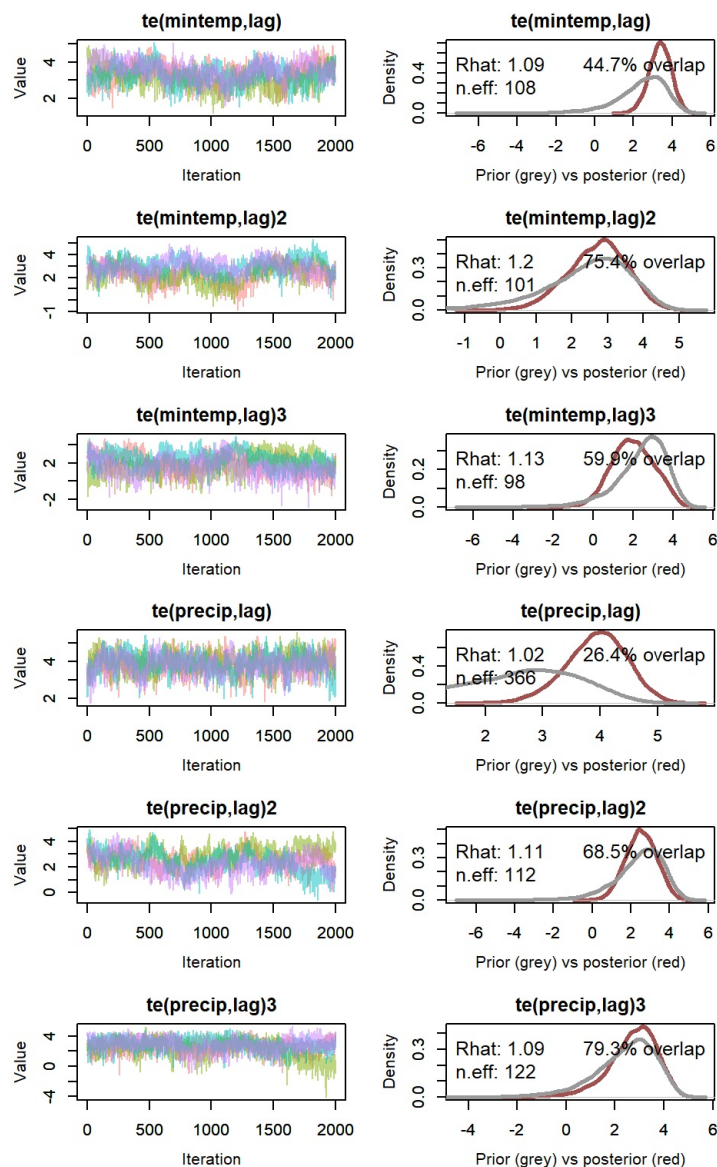 te(mintemp,lag)
Value
2 4
0 500 1000 1500 2000
Iteration
te(mintemp,lag)
Density
0.0 0.4
Rhat: 1.09 44.7% overlap
n.eff: 108
-6 -4 -2 0 2 4 6
Prior (grey) vs posterior (red)
te(mintemp,lag)2
Value
-1 2 4
0 500 1000 1500 2000
Iteration
te(mintemp,lag)2
Density
0.0 0.3
Rhat: 1.2 75.4% overlap
n.eff: 101
-1 0 1 2 3 4 5
Prior (grey) vs posterior (red)
te(mintemp,lag)3
Value
-2 2
0 500 1000 1500 2000
Iteration
te(mintemp,lag)3
Density
0.0 0.2
Rhat: 1.13 59.9% overlap
n.eff: 98
-6 -4 -2 0 2 4 6
Prior (grey) vs posterior (red)
te(precip,lag)
Value
2 4
0 500 1000 1500 2000
Iteration
te(precip,lag)
Density
0.0 0.4
Rhat: 1.02 26.4% overlap
n.eff: 366
2 3 4 5
Prior (grey) vs posterior (red)
te(precip,lag)2
Value
0 2 4
0 500 1000 1500 2000
Iteration
te(precip,lag)2
Density
0.0 0.3
Rhat: 1.11 68.5% overlap
n.eff: 112
-6 -4 -2 0 2 4 6
Prior (grey) vs posterior (red)
te(precip,lag)3
Value
-4 0 4
0 500 1000 1500 2000
Iteration
te(precip,lag)3
Density
0.0 0.3
Rhat: 1.09 79.3% overlap
n.eff: 122
-4 -2 0 2 4 6
Prior (grey) vs posterior (red)